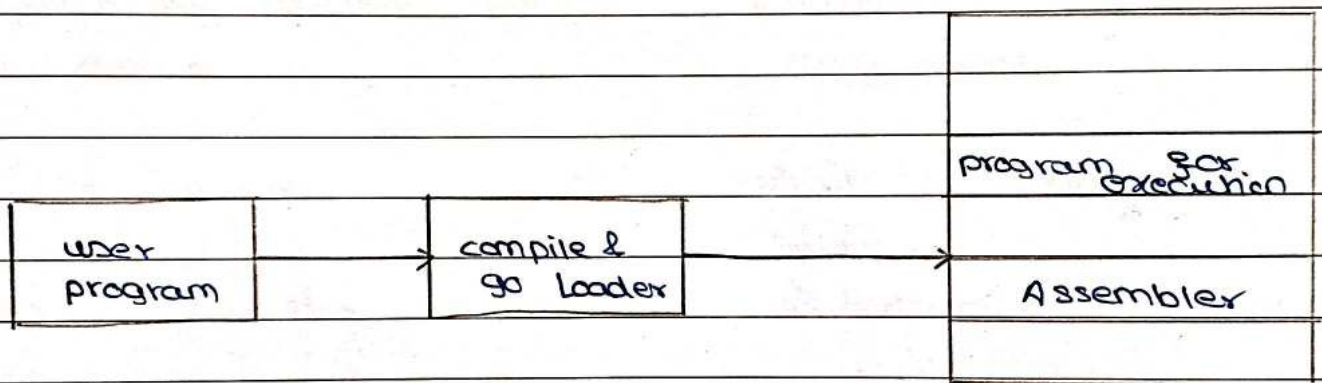 program for
execution
user
program
compile &
go Loader
Assembler